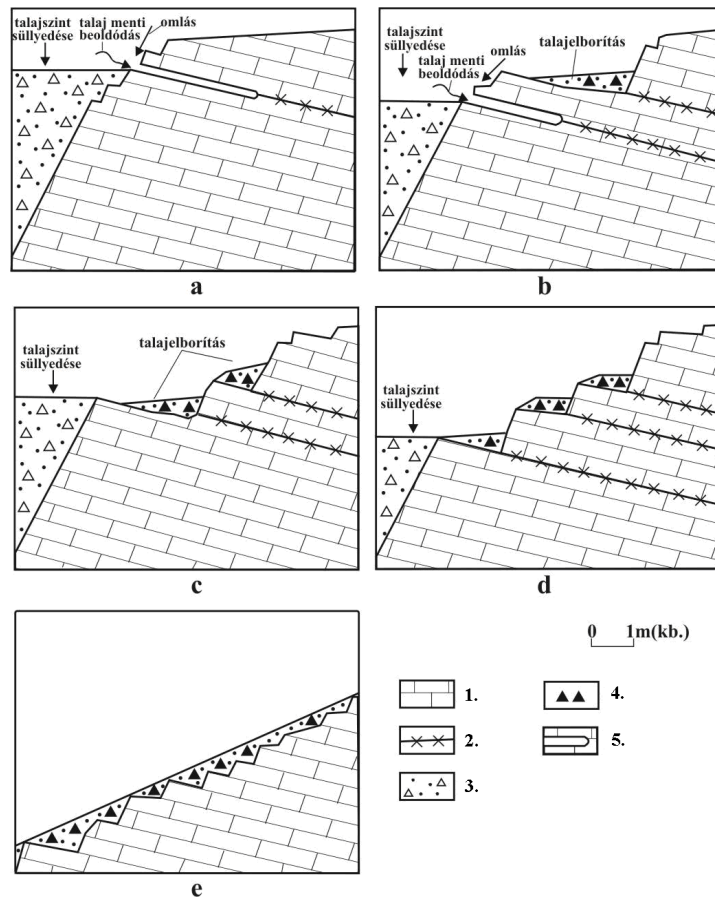 talajszint
süllyedése
omlás
talaj menti
beoldódás
a
talajszint
süllyedése
talaj menti
beoldódás
omlás
talajelborítás
b
talajszint
süllyedése
talajelborítás
c
talajszint
süllyedése
d
e
0 1m(kb.)
1.
2.
3.
4.
5.